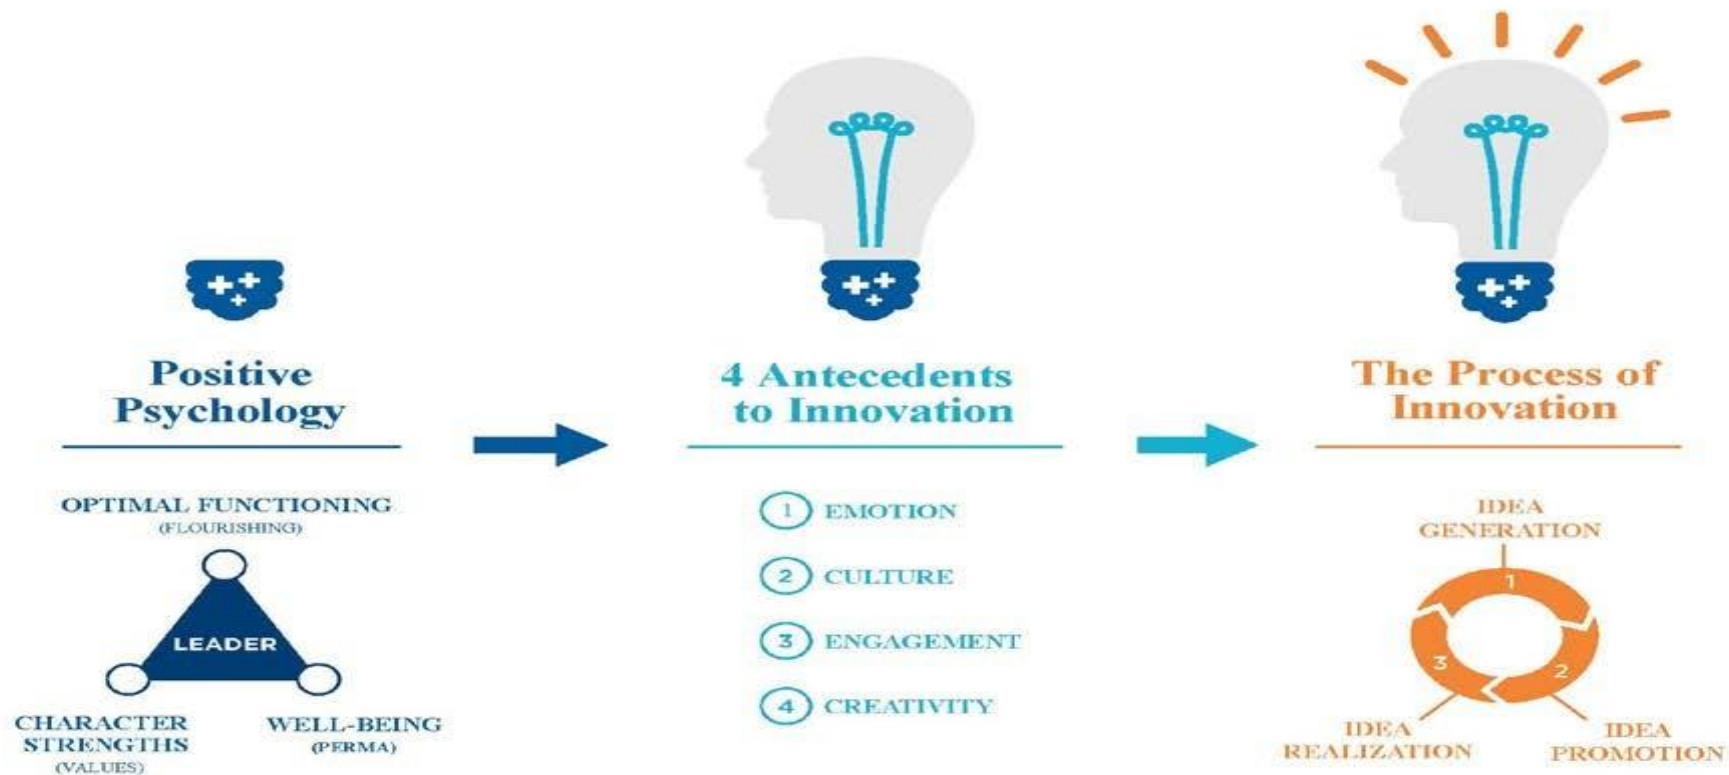 Positive
Psychology
OPTIMAL FUNCTIONING
(FLOURISHING)
LEADER
CHARACTER
STRENGTHS
(VALUES)
WELL-BEING
(PERMA)
4 Antecedents
to Innovation
1 EMOTION
2 CULTURE
3 ENGAGEMENT
4 CREATIVITY
The Process of
Innovation
IDEA
GENERATION
1
2
3
IDEA
REALIZATION
IDEA
PROMOTION